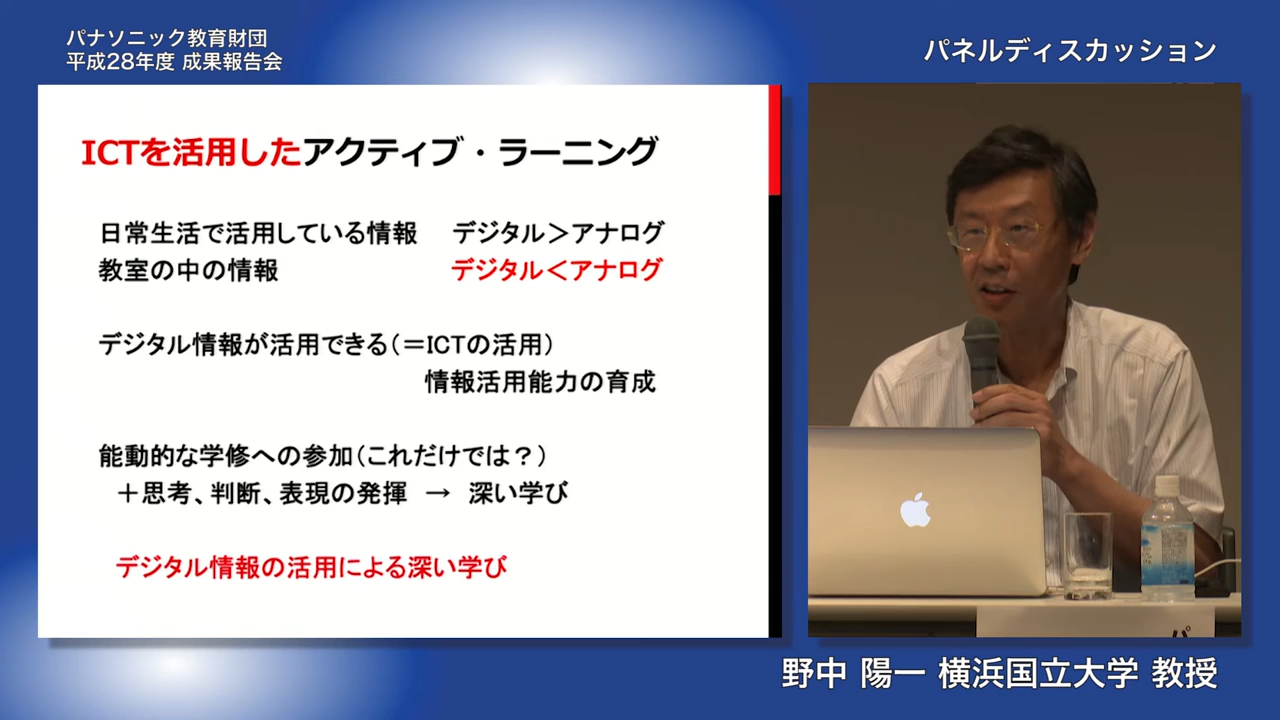 パナソニック教育財団
平成28年度 成果報告会
パネルディスカッション
ICTを活用したアクティブ・ラーニング
日常生活で活用している情報 デジタル＞アナログ
教室の中の情報 デジタル＜アナログ
デジタル情報が活用できる（＝ICTの活用）
情報活用能力の育成
能動的な学修への参加（これだけでは？）
＋思考、判断、表現の発揮 → 深い学び
デジタル情報の活用による深い学び
野中 陽一 横浜国立大学 教授